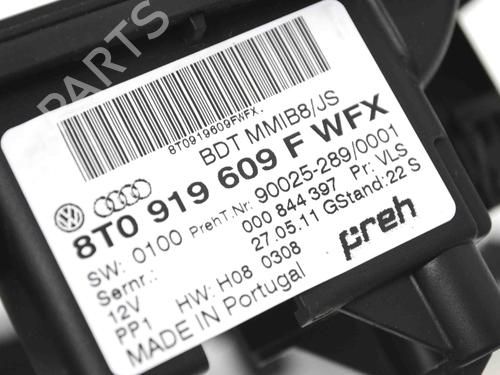 PARTS
8T0919609FWFX.
BDT MMIB8/JS
8T0 919 609 F WFX
SW: 0100 PrehT.Nr: 90025-289/0001
Sernr.: 000 844 397 Pr: VLS
12V 27.05.11 GStand: 22 S
PP1 HW: H08 0308
MADE IN Portugal
preh